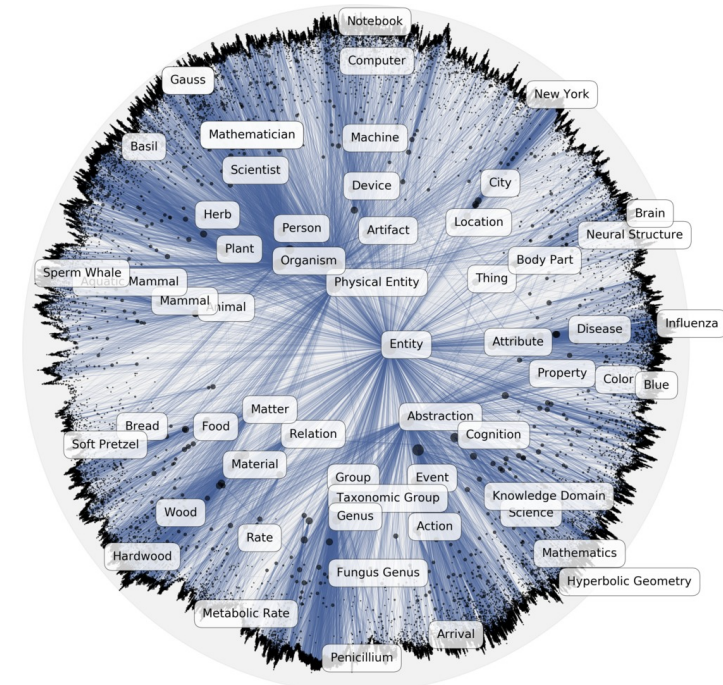 Notebook
Computer
Gauss
New York
Mathematician
Machine
Basil
Scientist
Device
City
Herb
Person
Artifact
Location
Brain
Neural Structure
Plant
Organism
Body Part
Sperm Whale
Aquatic Mammal
Physical Entity
Thing
Mammal
Animal
Entity
Attribute
Disease
Influenza
Property
Color
Blue
Matter
Abstraction
Bread
Food
Relation
Cognition
Soft Pretzel
Material
Group
Event
Taxonomic Group
Knowledge Domain
Wood
Genus
Science
Rate
Action
Hardwood
Mathematics
Fungus Genus
Hyperbolic Geometry
Metabolic Rate
Arrival
Penicillium